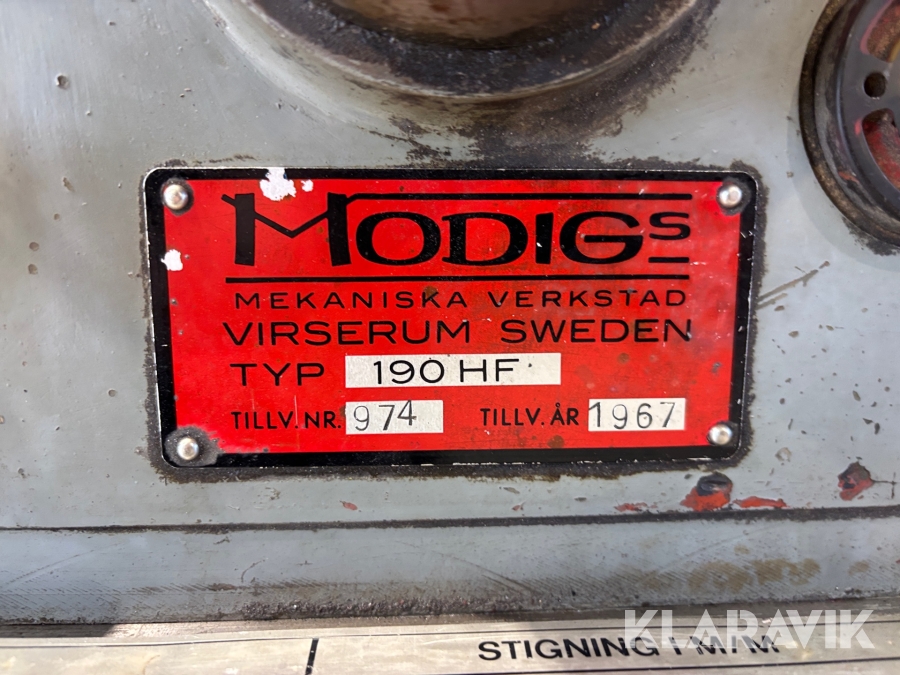 MODIGS
MEKANISKA VERKSTAD
VIRSERUM SWEDEN
TYP 190 HF
TILLV. NR. 974 TILLV. ÅR 1967
KLARAVIK
STIGNING I M/M